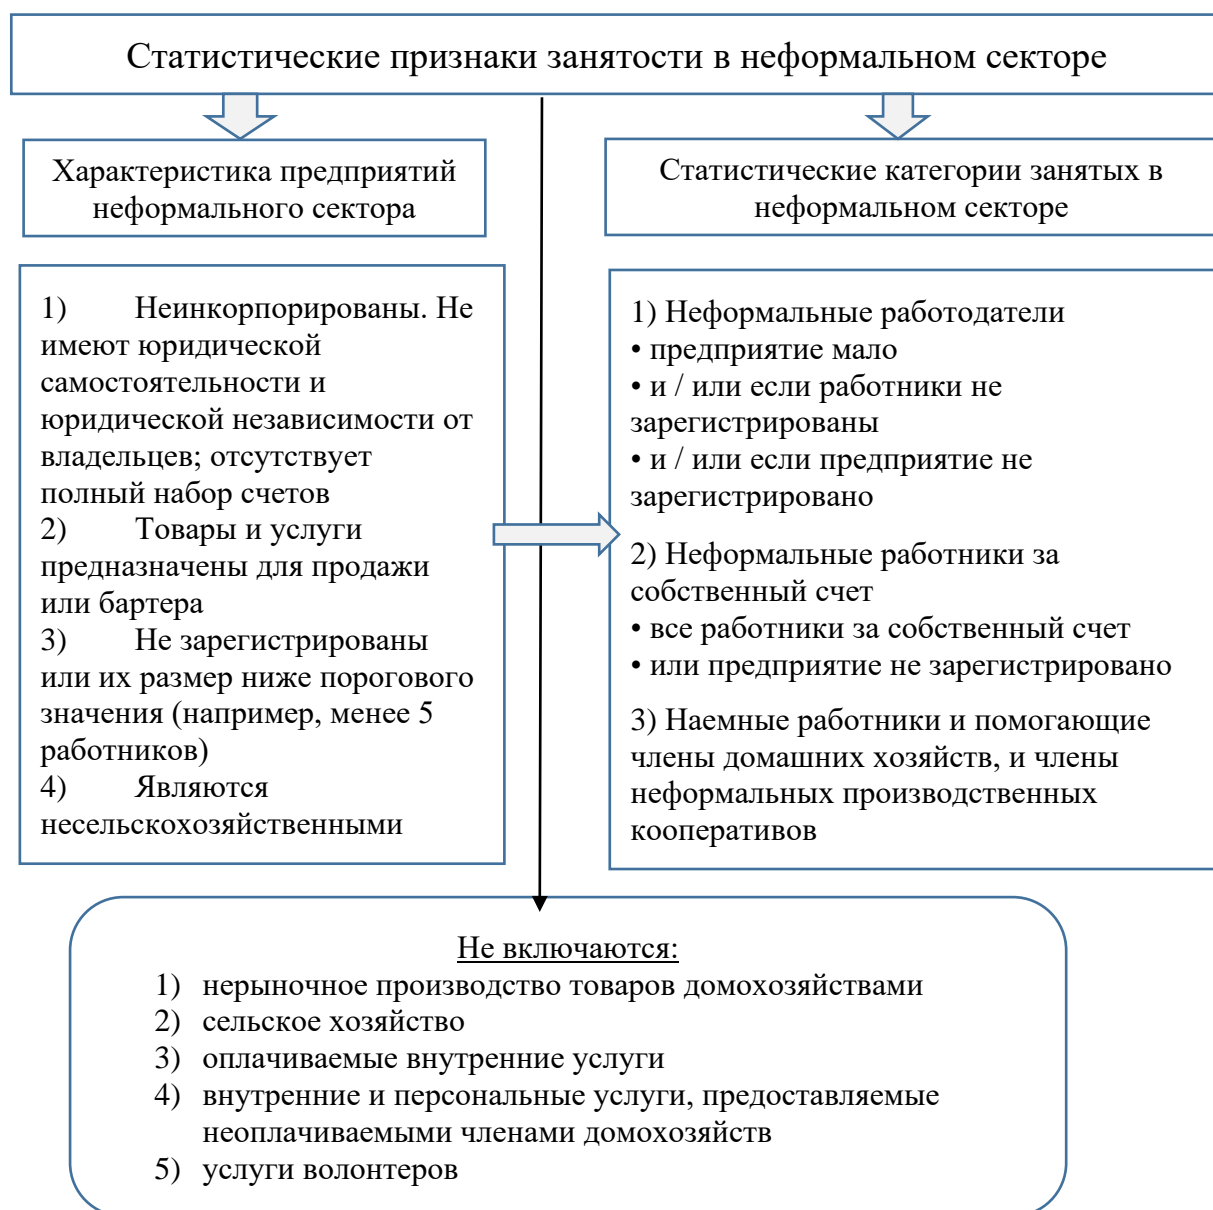 Статистические признаки занятости в неформальном секторе
Характеристика предприятий
неформального сектора
Статистические категории занятых в
неформальном секторе
1) Неинкорпорированы. Не
имеют юридической
самостоятельности и
юридической независимости от
владельцев; отсутствует
полный набор счетов
2) Товары и услуги
предназначены для продажи
или бартера
3) Не зарегистрированы
или их размер ниже порогового
значения (например, менее 5
работников)
4) Являются
несельскохозяйственными
1) Неформальные работодатели
• предприятие мало
• и / или если работники не
зарегистрированы
• и / или если предприятие не
зарегистрировано
2) Неформальные работники за
собственный счет
• все работники за собственный счет
• или предприятие не зарегистрировано
3) Наемные работники и помогающие
члены домашних хозяйств, и члены
неформальных производственных
кооперативов
Не включаются:
1) нерыночное производство товаров домохозяйствами
2) сельское хозяйство
3) оплачиваемые внутренние услуги
4) внутренние и персональные услуги, предоставляемые
неоплачиваемыми членами домохозяйств
5) услуги волонтеров